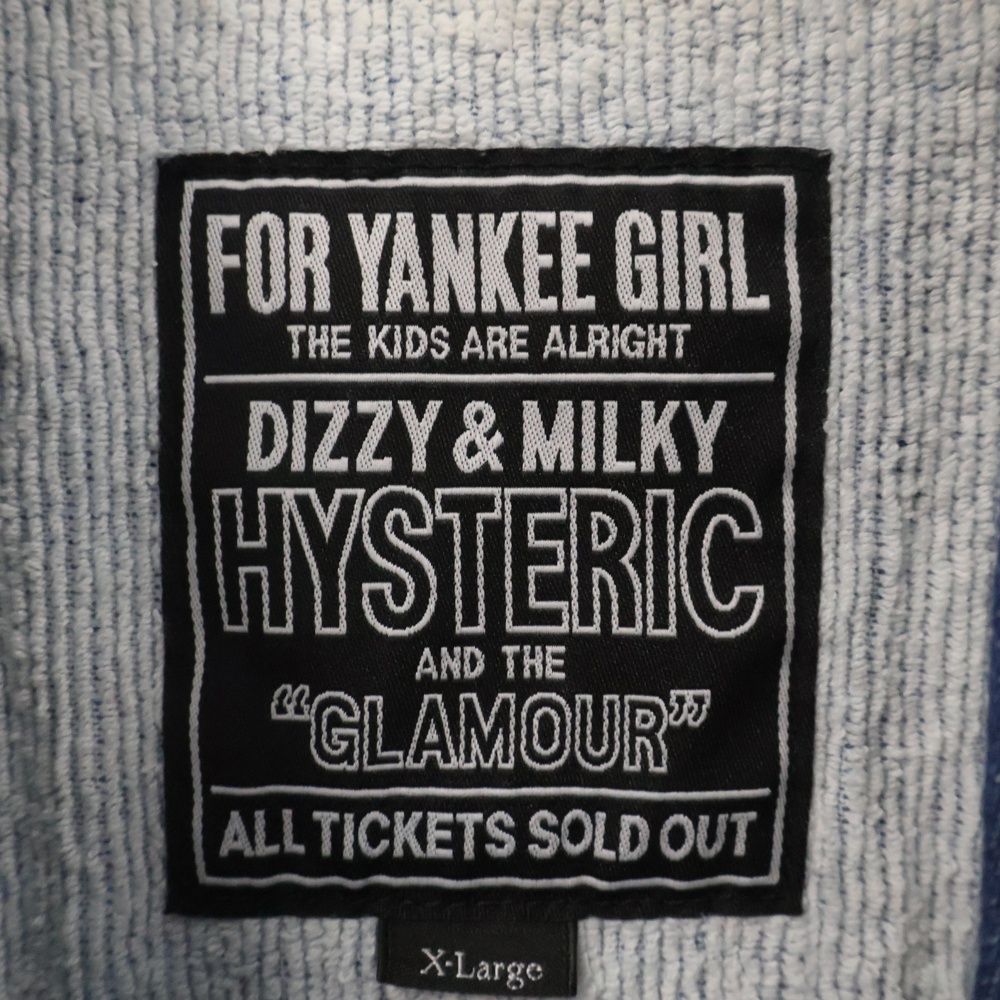 FOR YANKEE GIRL
THE KIDS ARE ALRIGHT
DIZZY & MILKY
HYSTERIC
AND THE
“GLAMOUR”
ALL TICKETS SOLD OUT
X-Large